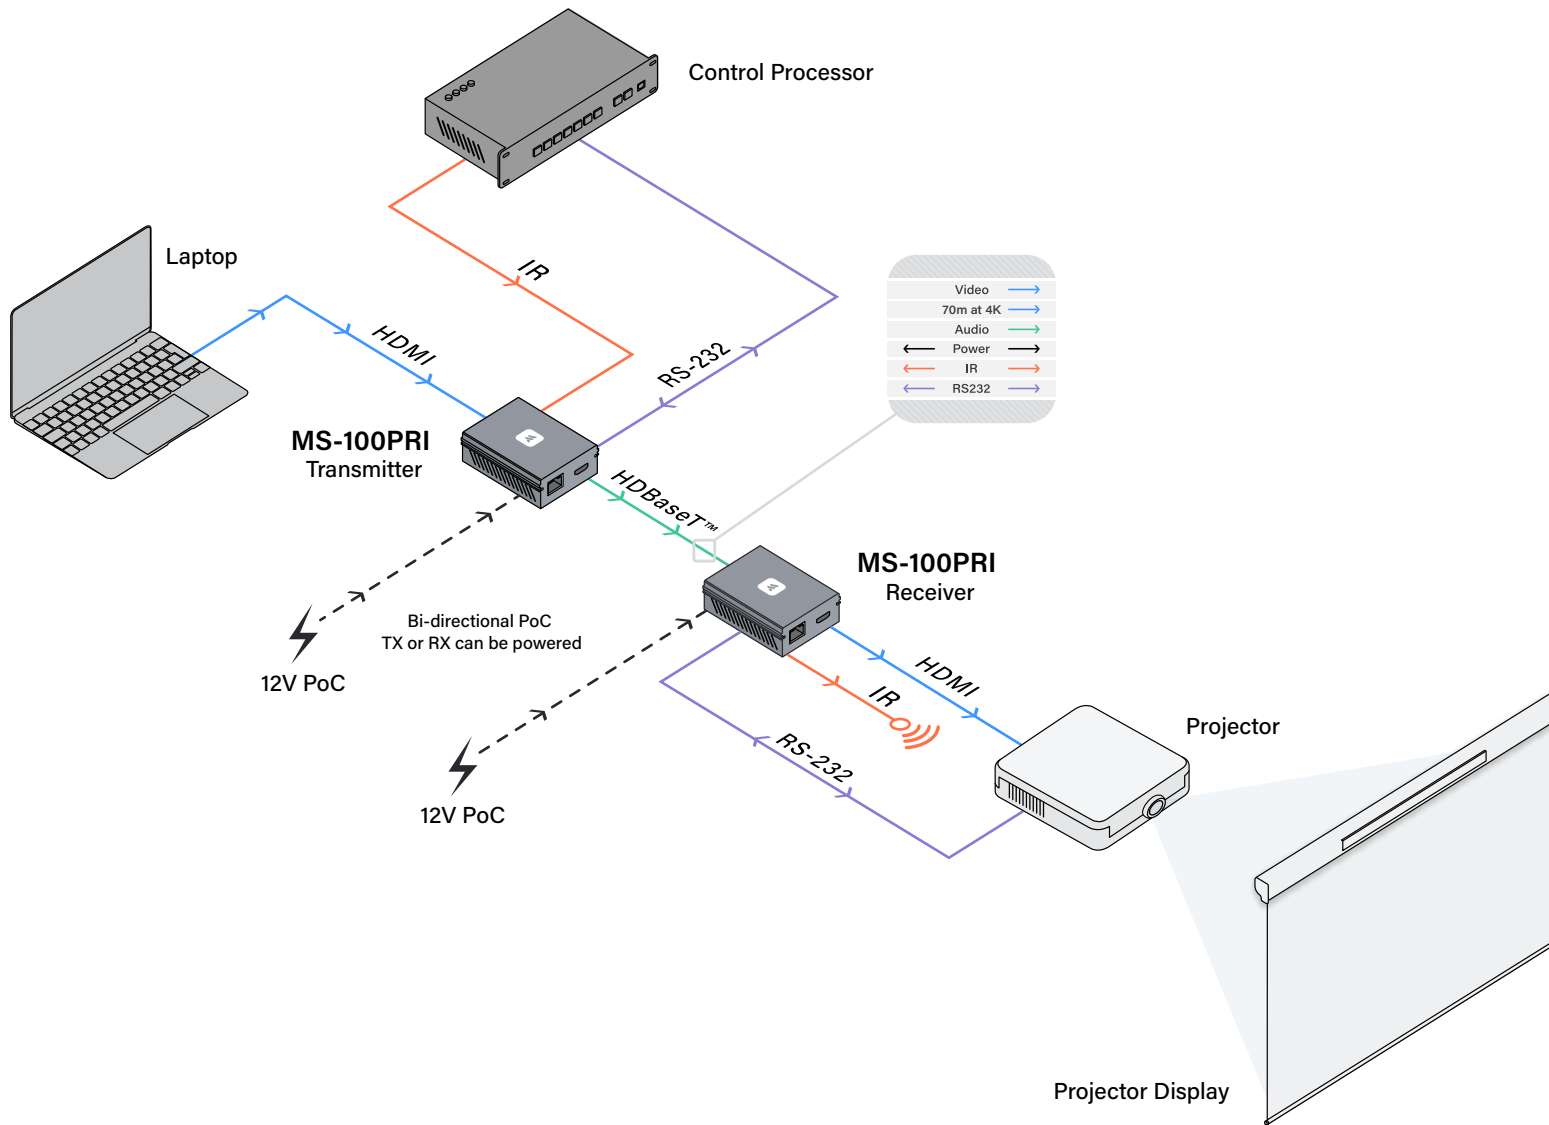 Control Processor
Laptop
IR
HDMI
RS-232
Video
70m at 4K
Audio
Power
IR
RS232
MS-100PRI
Transmitter
HDBaseT™
MS-100PRI
Receiver
Bi-directional PoC
TX or RX can be powered
12V PoC
HDMI
IR
RS-232
Projector
12V PoC
Projector Display